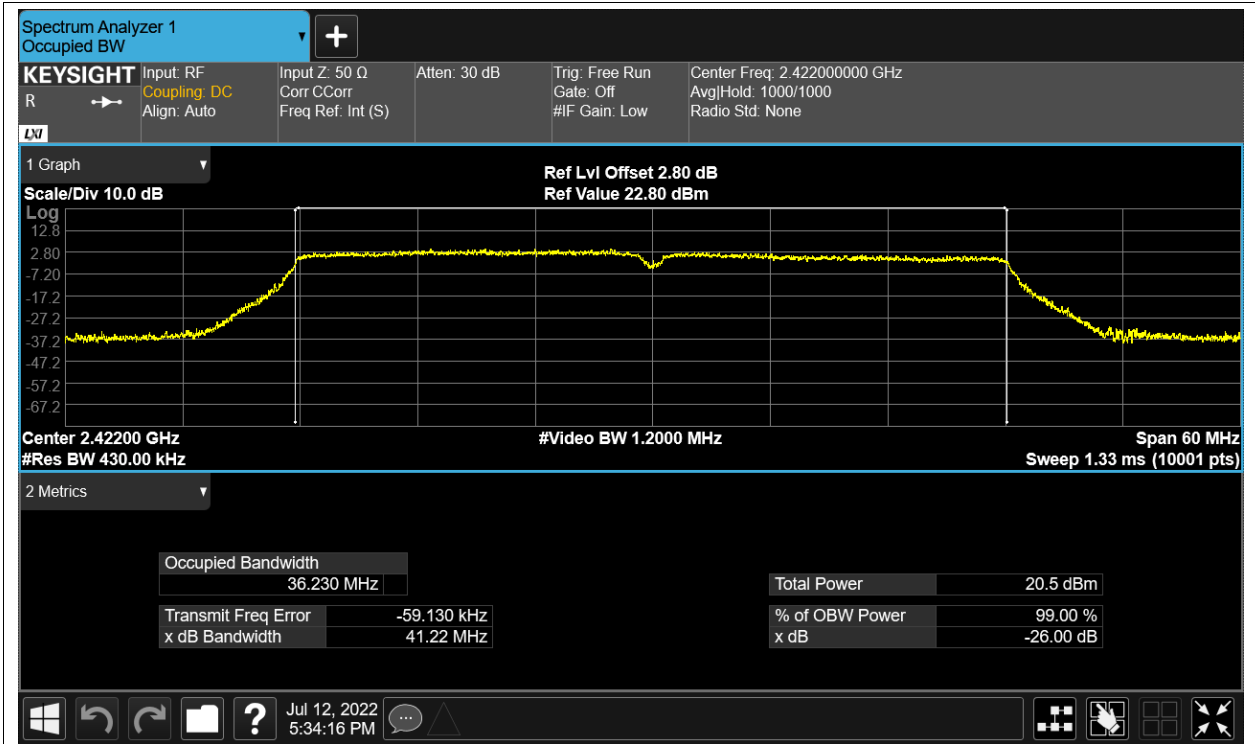 Spectrum Analyzer 1
Occupied BW
KEYSIGHT
R
LXI
Input: RF
Coupling: DC
Align: Auto
Input Z: 50 Ω
Corr CCorr
Freq Ref: Int (S)
Atten: 30 dB
Trig: Free Run
Gate: Off
#IF Gain: Low
Center Freq: 2.422000000 GHz
Avg|Hold: 1000/1000
Radio Std: None
1 Graph
Scale/Div 10.0 dB
Ref Lvl Offset 2.80 dB
Ref Value 22.80 dBm
Log
12.8
2.80
-7.20
-17.2
-27.2
-37.2
-47.2
-57.2
-67.2
Center 2.42200 GHz
#Video BW 1.2000 MHz
Span 60 MHz
#Res BW 430.00 kHz
Sweep 1.33 ms (10001 pts)
2 Metrics
Occupied Bandwidth
36.230 MHz
Total Power 20.5 dBm
Transmit Freq Error -59.130 kHz
% of OBW Power 99.00 %
x dB Bandwidth 41.22 MHz
x dB -26.00 dB
?
Jul 12, 2022
5:34:16 PM